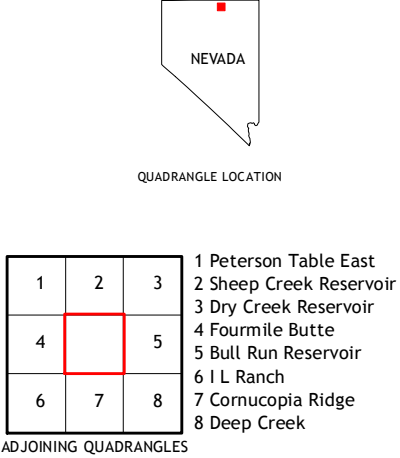 NEVADA
QUADRANGLE LOCATION
1 2 3
4 5
6 7 8
1 Peterson Table East
2 Sheep Creek Reservoir
3 Dry Creek Reservoir
4 Fourmile Butte
5 Bull Run Reservoir
6 I L Ranch
7 Cornucopia Ridge
8 Deep Creek
ADJOINING QUADRANGLES